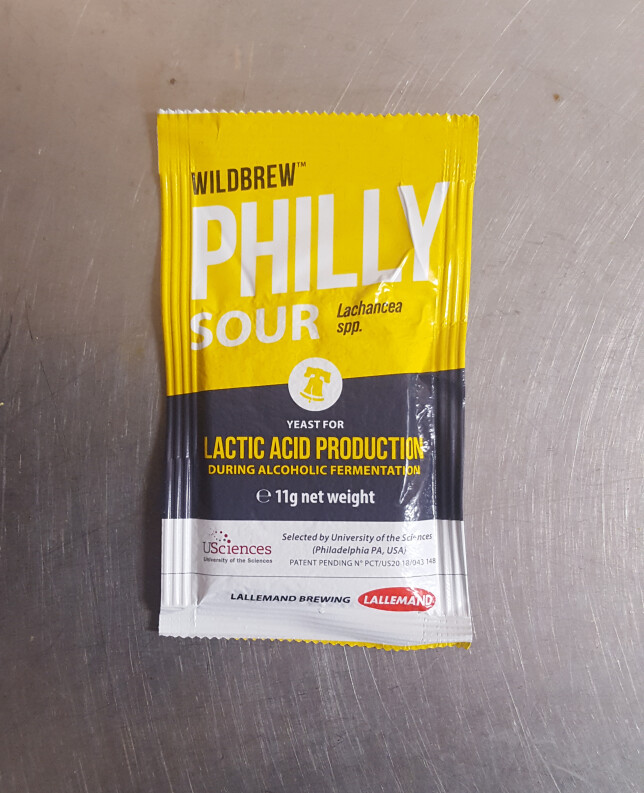 WILDBREW™
PHILLY
SOUR
Lachancea
spp.
YEAST FOR
LACTIC ACID PRODUCTION
DURING ALCOHOLIC FERMENTATION
℮ 11g net weight
USciences
University of the Sciences
Selected by University of the Sciences
(Philadelphia PA, USA)
PATENT PENDING N° PCT/US2018/043 148
LALLEMAND BREWING
LALLEMAND